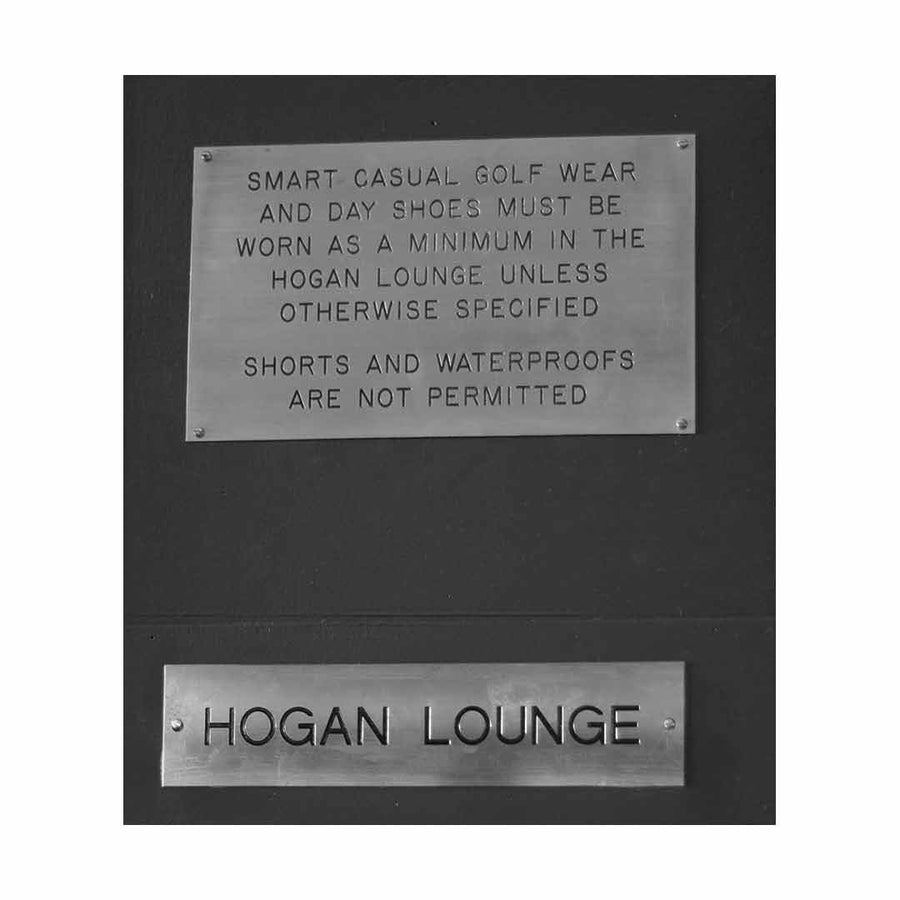 SMART CASUAL GOLF WEAR
AND DAY SHOES MUST BE
WORN AS A MINIMUM IN THE
HOGAN LOUNGE UNLESS
OTHERWISE SPECIFIED
SHORTS AND WATERPROOFS
ARE NOT PERMITTED
HOGAN LOUNGE